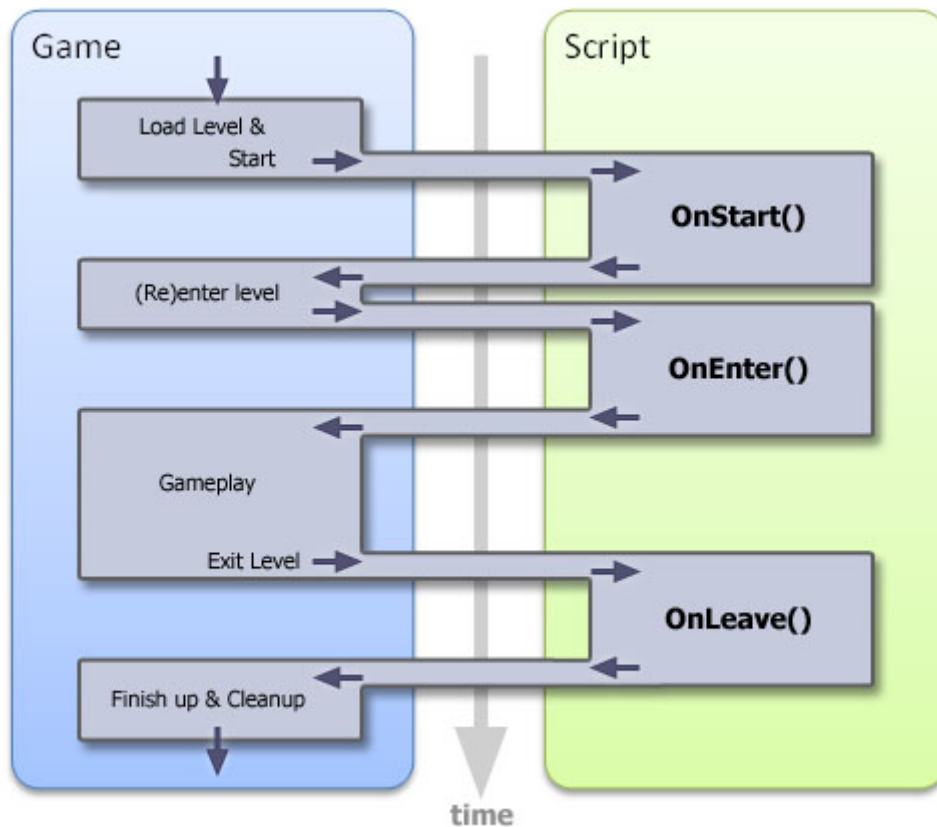 Game
Script
Load Level &
Start
OnStart()
(Re)enter level
OnEnter()
Gameplay
Exit Level
OnLeave()
Finish up & Cleanup
time